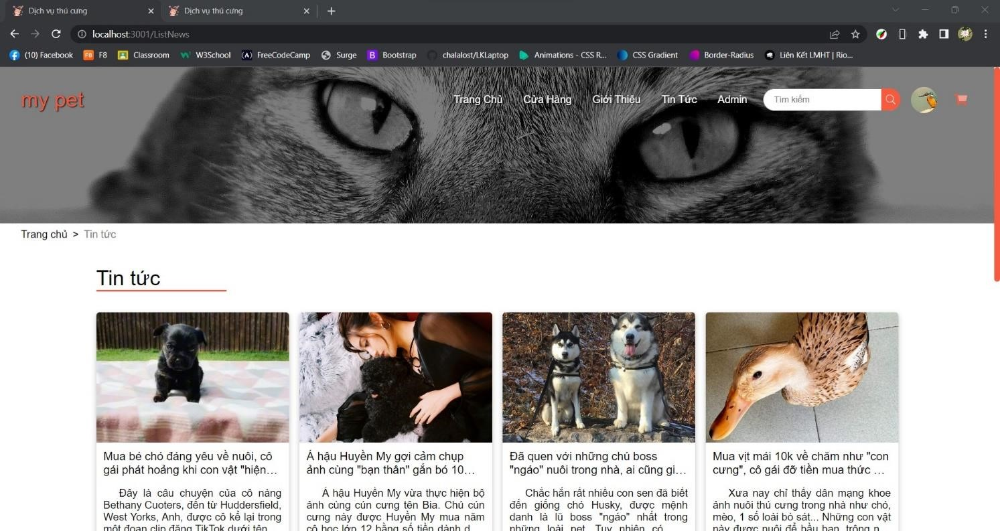 Dịch vụ thú cưng
Dịch vụ thú cưng
localhost:3001/ListNews
(10) Facebook
F8
F8
Classroom
W3School
FreeCodeCamp
Surge
B
Bootstrap
chalalost/LKLaptop
Animations - CSS R...
CSS Gradient
Border-Radius
Liên Kết LMHT | Rio...
my pet
Trang Chủ
Cửa Hàng
Giới Thiệu
Tin Tức
Admin
Tìm kiếm
Trang chủ > Tin tức
Tin tức
Mua bé chó đáng yêu về nuôi, cô
gái phát hoảng khi con vật "hiện...
Đây là câu chuyện của cô nàng
Bethany Cuoters, đến từ Huddersfield,
West Yorks, Anh, được cô kể lại trong
một đoạn clip đăng TikTok dưới tên
Á hậu Huyền My gợi cảm chụp
ảnh cùng "bạn thân" gắn bó 10...
Á hậu Huyền My vừa thực hiện bộ
ảnh cùng cún cưng tên Bia. Chú cún
cưng này được Huyền My mua năm
cô học lớp 12 bằng số tiền dành d...
Đã quen với những chú boss
"ngáo" nuôi trong nhà, ai cũng gi...
Chắc hẳn rất nhiều con sen đã biết
đến giống chó Husky, được mệnh
danh là lũ boss "ngáo" nhất trong
những loài pet. Tuy nhiên có
Mua vịt mái 10k về chăm như "con
cưng", cô gái đỡ tiền mua thức ...
Xưa nay chỉ thấy dân mạng khoe
ảnh nuôi thú cưng trong nhà như chó,
mèo, 1 số loài bò sát... Những con vật
này được nuôi để bầu bạn, trông n...